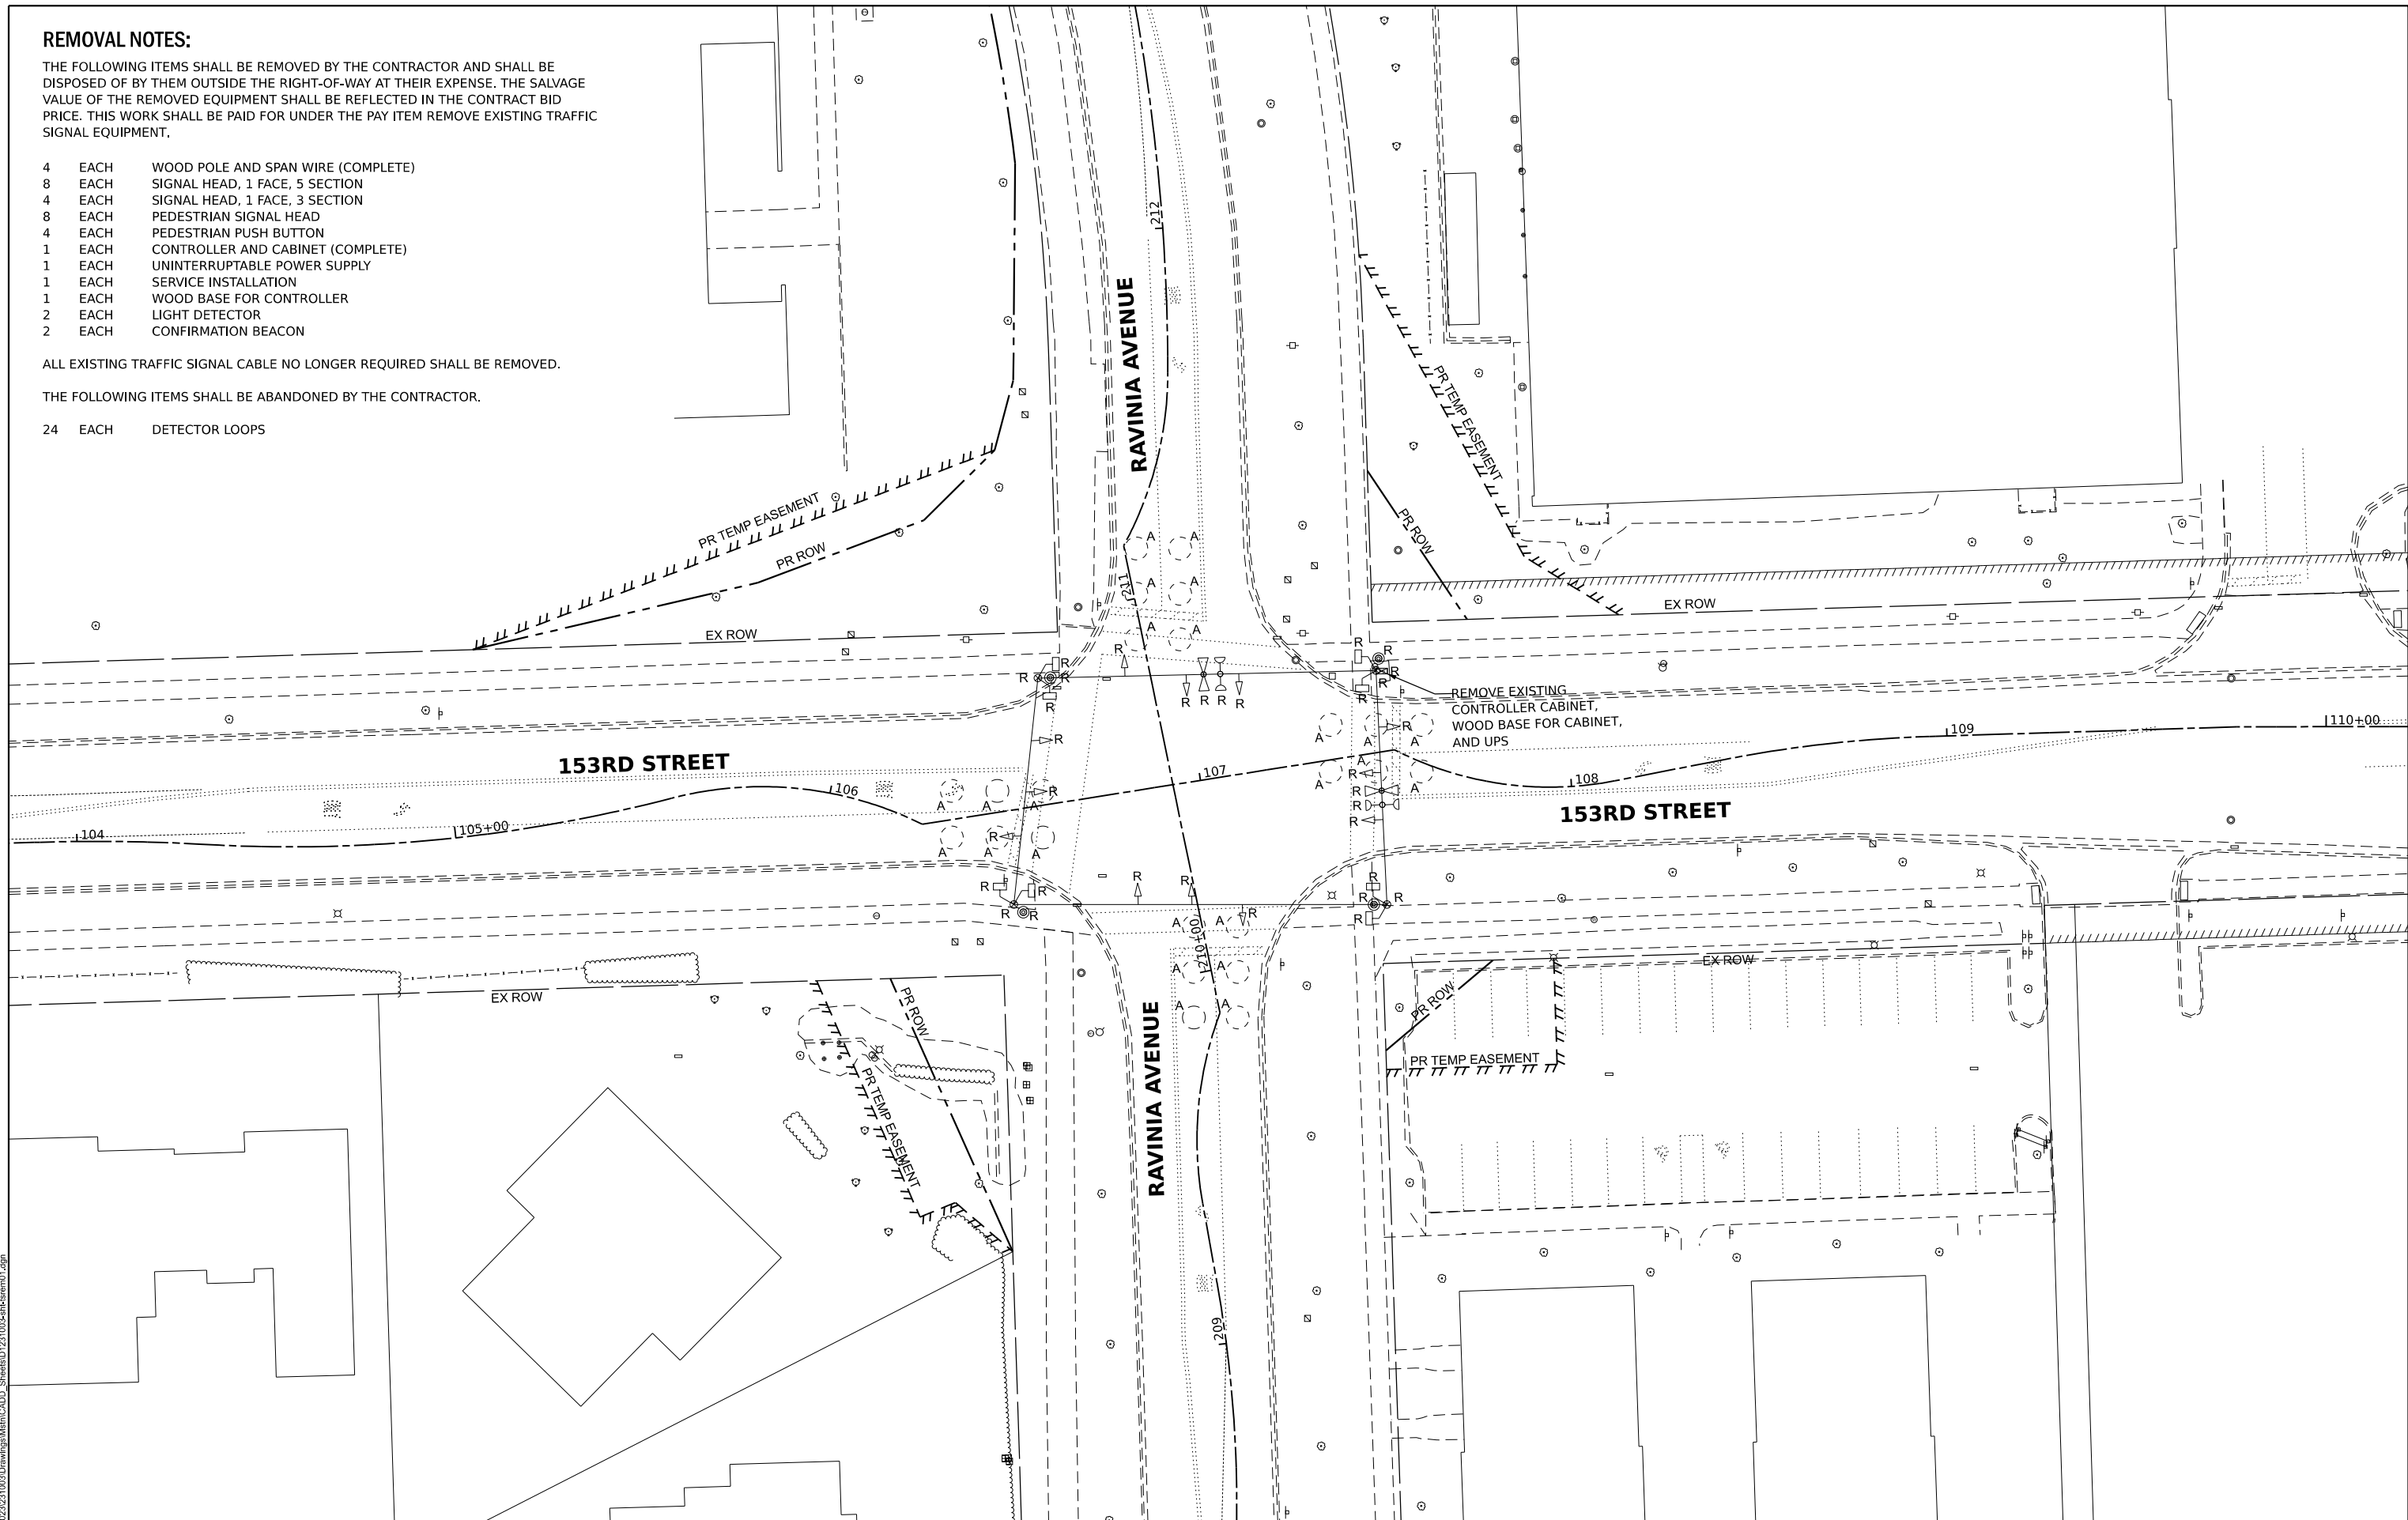 REMOVAL NOTES:
THE FOLLOWING ITEMS SHALL BE REMOVED BY THE CONTRACTOR AND SHALL BE
DISPOSED OF BY THEM OUTSIDE THE RIGHT-OF-WAY AT THEIR EXPENSE. THE SALVAGE
VALUE OF THE REMOVED EQUIPMENT SHALL BE REFLECTED IN THE CONTRACT BID
PRICE. THIS WORK SHALL BE PAID FOR UNDER THE PAY ITEM REMOVE EXISTING TRAFFIC
SIGNAL EQUIPMENT.
4 EACH WOOD POLE AND SPAN WIRE (COMPLETE)
8 EACH SIGNAL HEAD, 1 FACE, 5 SECTION
4 EACH SIGNAL HEAD, 1 FACE, 3 SECTION
8 EACH PEDESTRIAN SIGNAL HEAD
4 EACH PEDESTRIAN PUSH BUTTON
1 EACH CONTROLLER AND CABINET (COMPLETE)
1 EACH UNINTERRUPTABLE POWER SUPPLY
1 EACH SERVICE INSTALLATION
1 EACH WOOD BASE FOR CONTROLLER
2 EACH LIGHT DETECTOR
2 EACH CONFIRMATION BEACON
ALL EXISTING TRAFFIC SIGNAL CABLE NO LONGER REQUIRED SHALL BE REMOVED.
THE FOLLOWING ITEMS SHALL BE ABANDONED BY THE CONTRACTOR.
24 EACH DETECTOR LOOPS
212
RAVINIA AVENUE
PR TEMP EASEMENT
PR TEMP EASEMENT
PR ROW
PR ROW
A A
211
A A
A A
EX ROW
EX ROW
R
R R R
R R R R
R R R
R R
R
REMOVE EXISTING
CONTROLLER CABINET,
WOOD BASE FOR CABINET,
AND UPS
A A A
R
R
153RD STREET
104
105+00
106
107
108
109
110+00
A A A
A A A
R
R
R
A A A
R
R
R
153RD STREET
R R
R R
R R R
R R
R R
A A
210+00
A A
A A
EX ROW
EX ROW
PR ROW
PR ROW
PR TEMP EASEMENT
PR TEMP EASEMENT
RAVINIA AVENUE
209